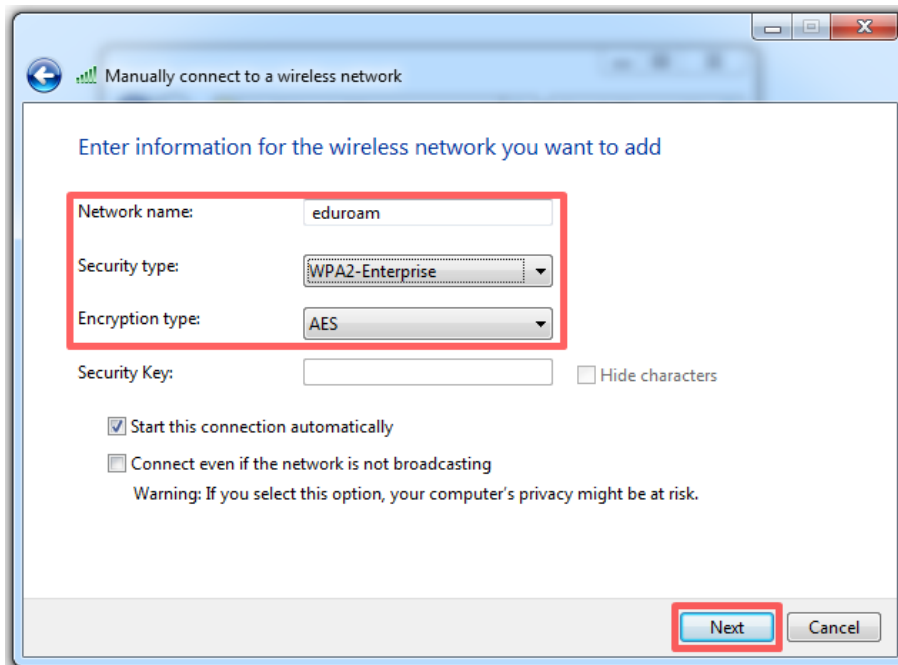 Manually connect to a wireless network
Enter information for the wireless network you want to add
Network name: eduroam
Security type: WPA2-Enterprise
Encryption type: AES
Security Key: Hide characters
Start this connection automatically
Connect even if the network is not broadcasting
Warning: If you select this option, your computer's privacy might be at risk.
Next Cancel